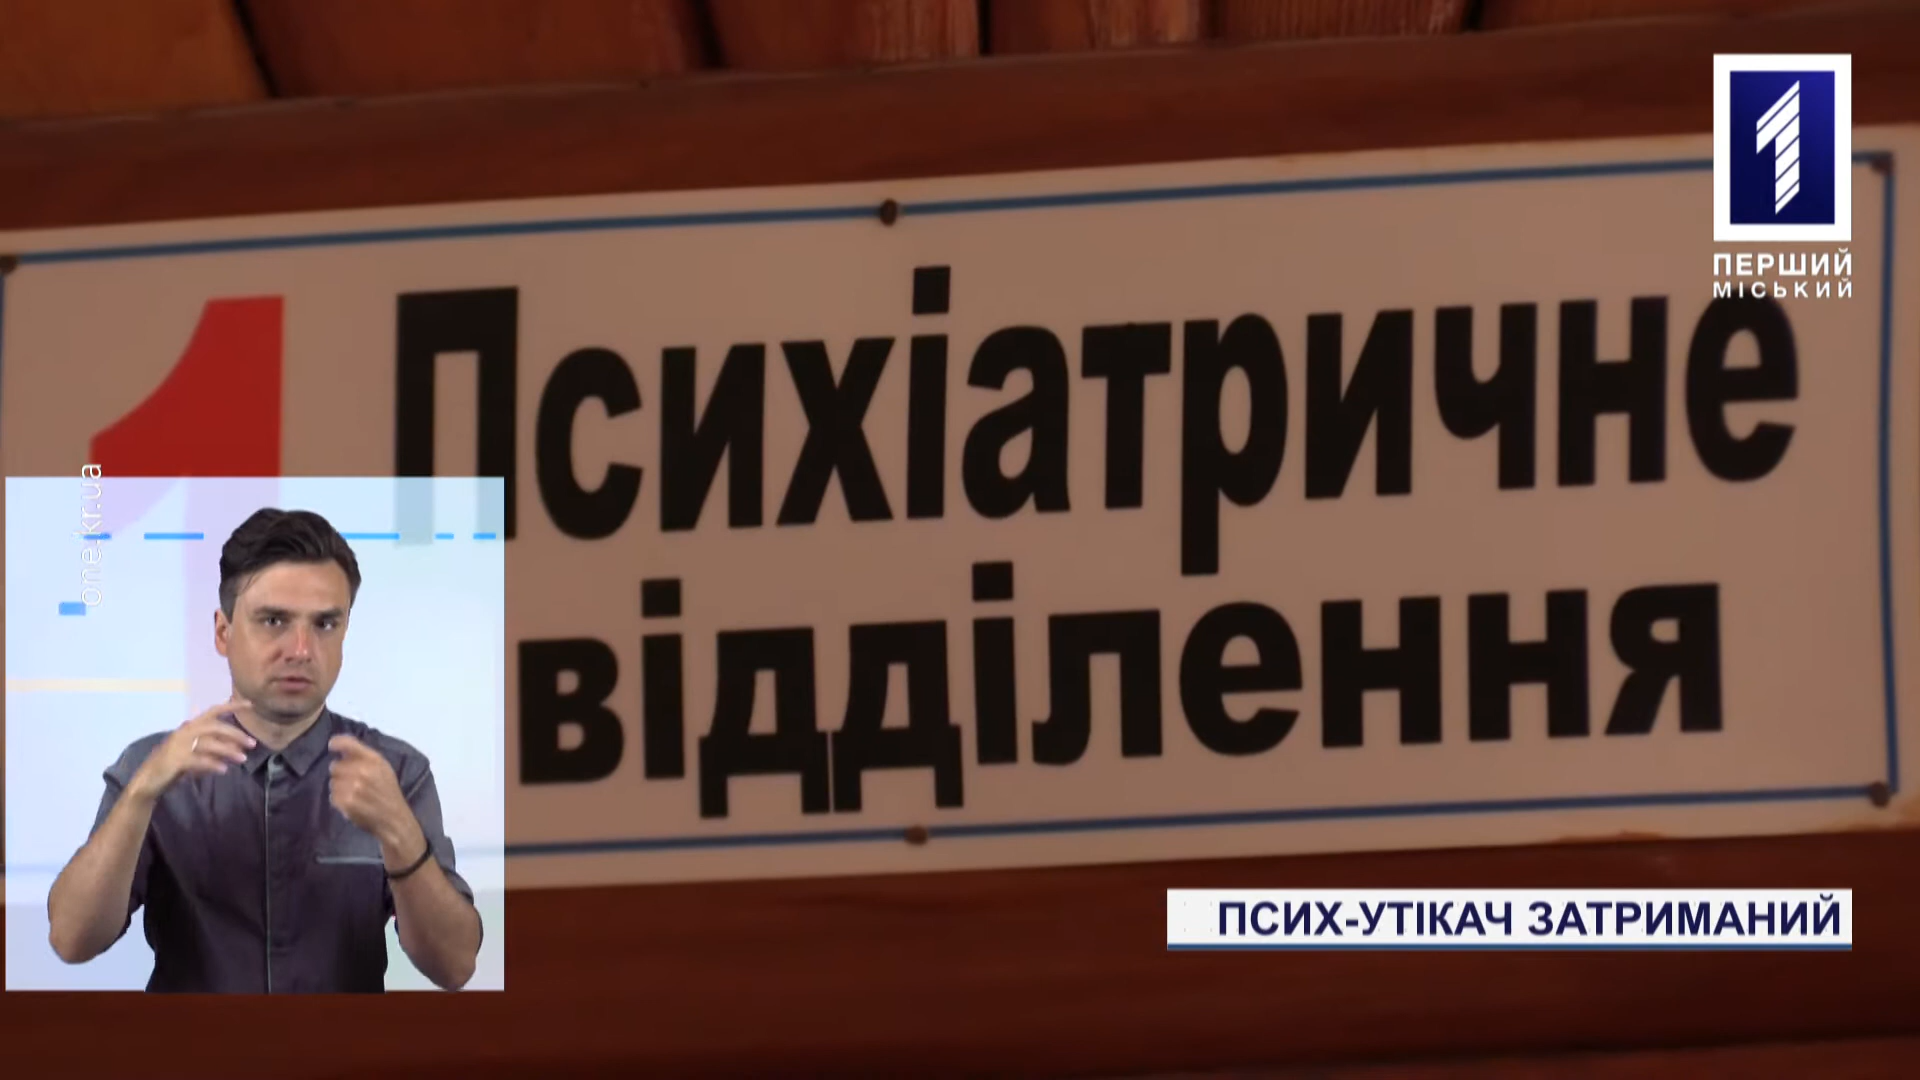 ПЕРШИЙ
МІСЬКИЙ
1 Психіатричне
відділення
one.kr.ua
ПСИХ-УТІКАЧ ЗАТРИМАНИЙ